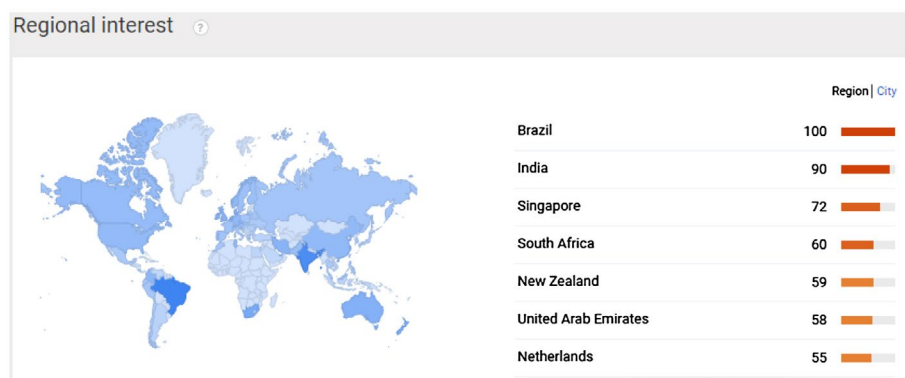 Regional interest ?
Region | City
Brazil 100
India 90
Singapore 72
South Africa 60
New Zealand 59
United Arab Emirates 58
Netherlands 55